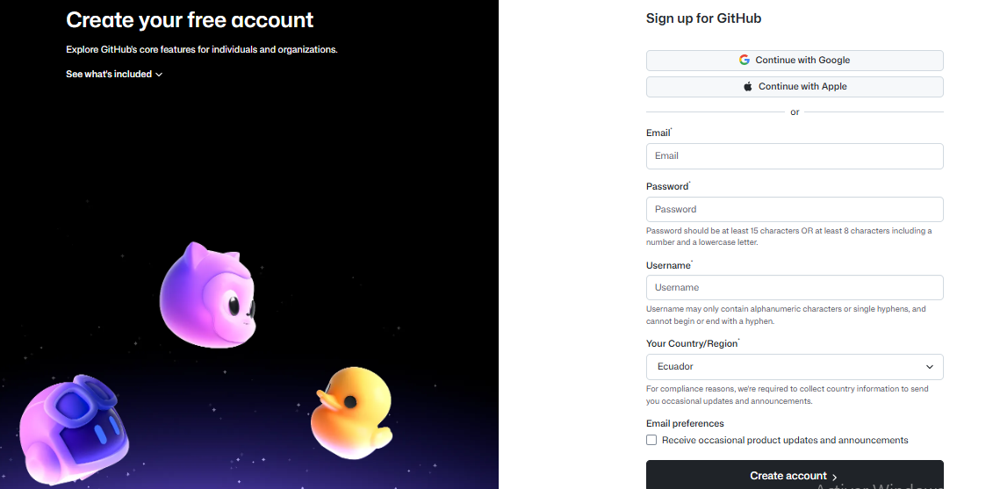 Create your free account
Explore GitHub's core features for individuals and organizations.
See what's included
Sign up for GitHub
Continue with Google
Continue with Apple
or
Email*
Email
Password*
Password
Password should be at least 15 characters OR at least 8 characters including a
number and a lowercase letter.
Username*
Username
Username may only contain alphanumeric characters or single hyphens, and
cannot begin or end with a hyphen.
Your Country/Region*
Ecuador
For compliance reasons, we're required to collect country information to send
you occasional updates and announcements.
Email preferences
Receive occasional product updates and announcements
Create account